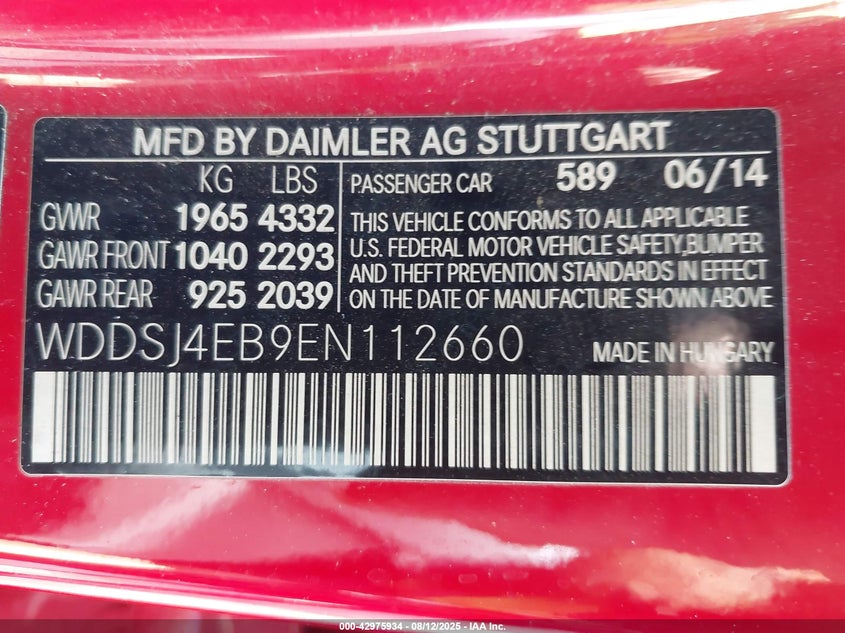 MFD BY DAIMLER AG STUTTGART
KG LBS
GVWR 1965 4332
GAWR FRONT 1040 2293
GAWR REAR 925 2039
PASSENGER CAR 589 06/14
THIS VEHICLE CONFORMS TO ALL APPLICABLE
U.S. FEDERAL MOTOR VEHICLE SAFETY,BUMPER
AND THEFT PREVENTION STANDARDS IN EFFECT
ON THE DATE OF MANUFACTURE SHOWN ABOVE
WDDSJ4EB9EN112660
MADE IN HUNGARY
000-42975934 - 08/12/2025 - IAA Inc.